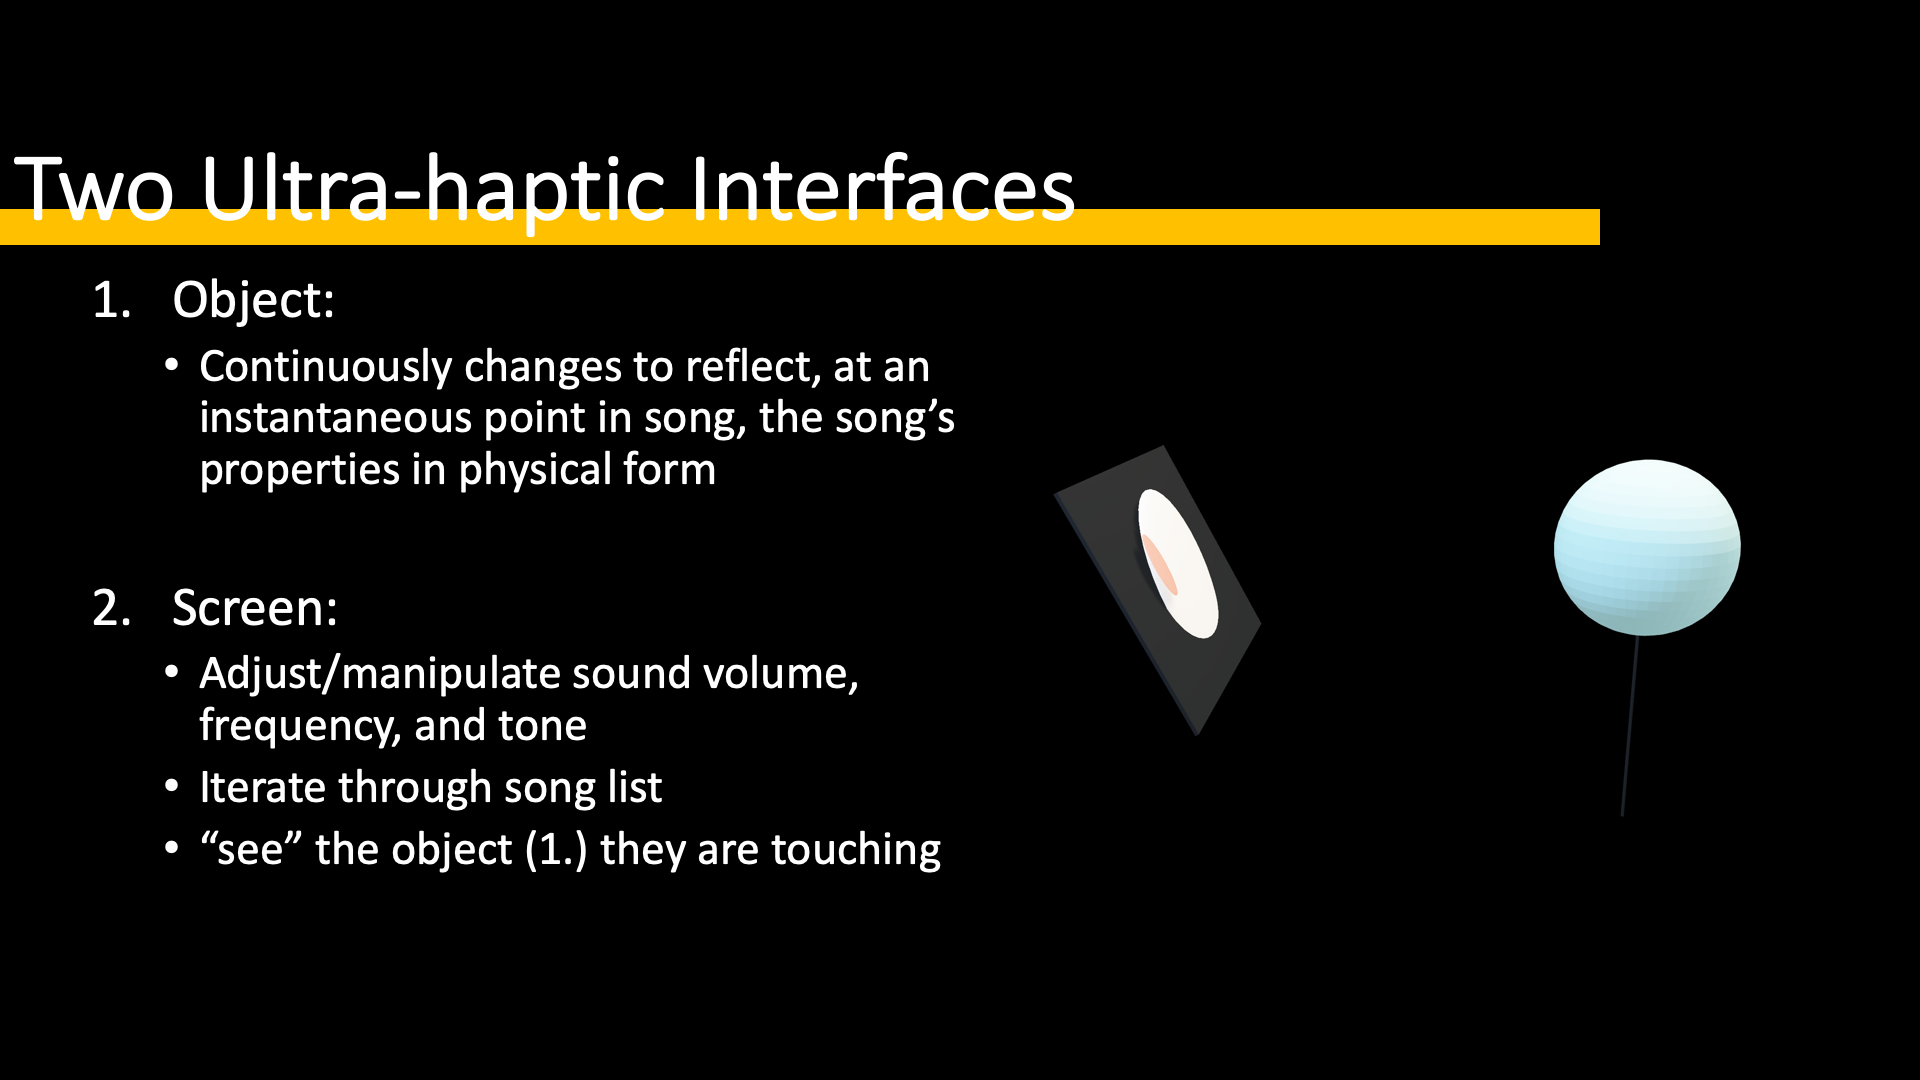 Two Ultra-haptic Interfaces
1. Object:
• Continuously changes to reflect, at an
instantaneous point in song, the song’s
properties in physical form
2. Screen:
• Adjust/manipulate sound volume,
frequency, and tone
• Iterate through song list
• “see” the object (1.) they are touching